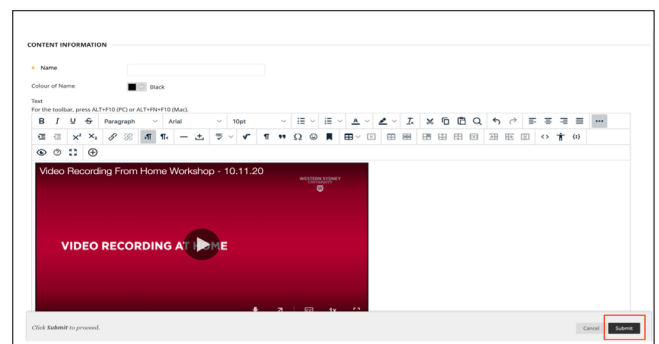 CONTENT INFORMATION
* Name
Colour of Name Black
Text
For the toolbar, press ALT+F10 (PC) or ALT+FN+F10 (Mac).
B I U S Paragraph Arial 10pt
Video Recording From Home Workshop - 10.11.20
WESTERN SYDNEY
UNIVERSITY
VIDEO RECORDING AT HOME
1x
Click Submit to proceed.
Cancel Submit